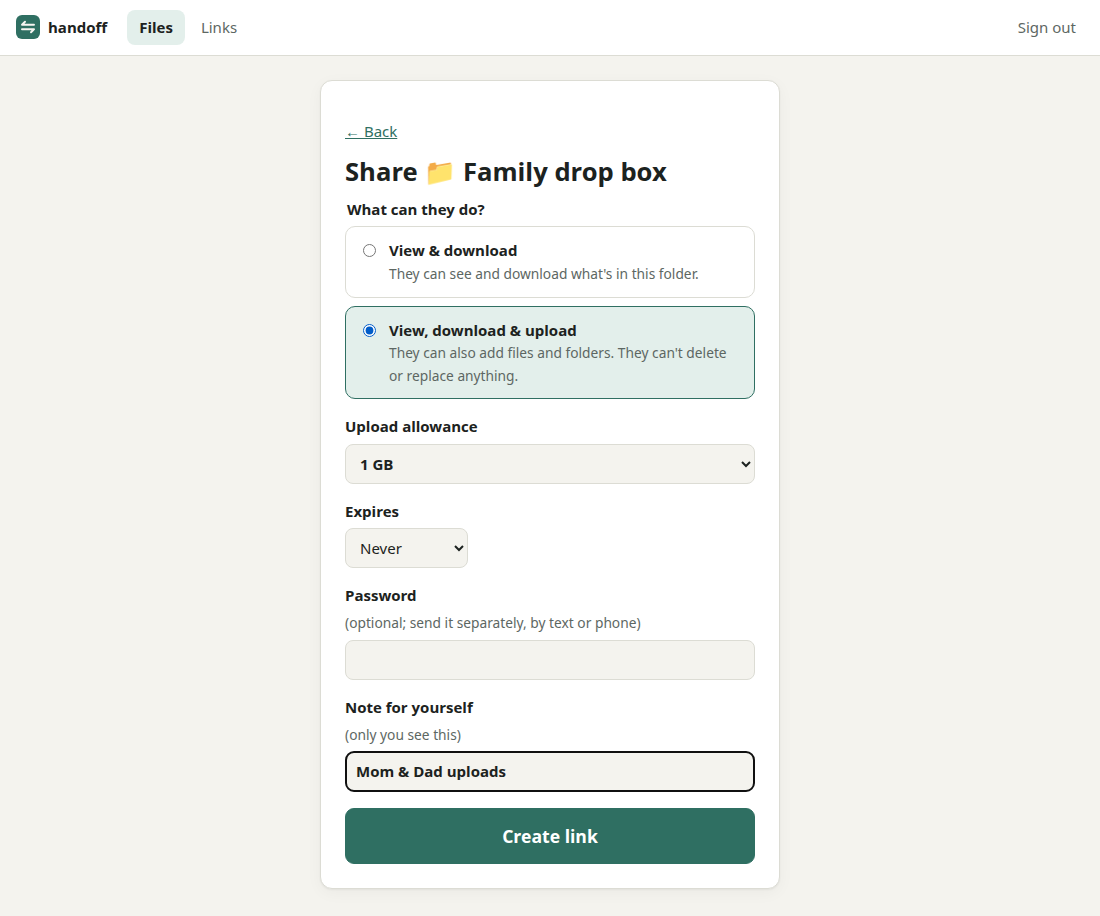 handoff Files Links Sign out
← Back
Share 📁 Family drop box
What can they do?
View & download
They can see and download what's in this folder.
View, download & upload
They can also add files and folders. They can't delete
or replace anything.
Upload allowance
1 GB
Expires
Never
Password
(optional; send it separately, by text or phone)
Note for yourself
(only you see this)
Mom & Dad uploads
Create link